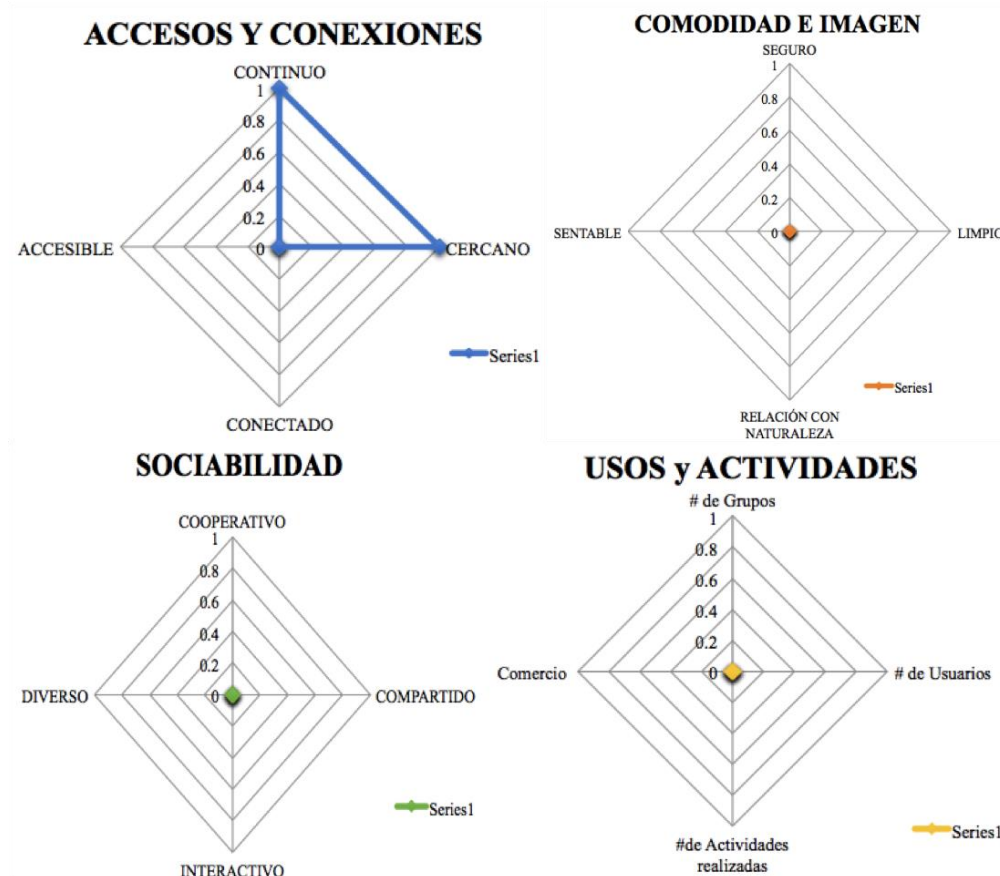 ACCESOS Y CONEXIONES
CONTINUO
1
0.8
0.6
0.4
0.2
0
ACCESIBLE
CERCANO
Series1
CONECTADO
COMODIDAD E IMAGEN
SEGURO
1
0.8
0.6
0.4
0.2
0
SENTABLE
LIMPIO
Series1
RELACIÓN CON
NATURALEZA
SOCIABILIDAD
COOPERATIVO
1
0.8
0.6
0.4
0.2
0
DIVERSO
COMPARTIDO
Series1
INTERACTIVO
USOS y ACTIVIDADES
# de Grupos
1
0.8
0.6
0.4
0.2
0
Comercio
# de Usuarios
Series1
#de Actividades
realizadas